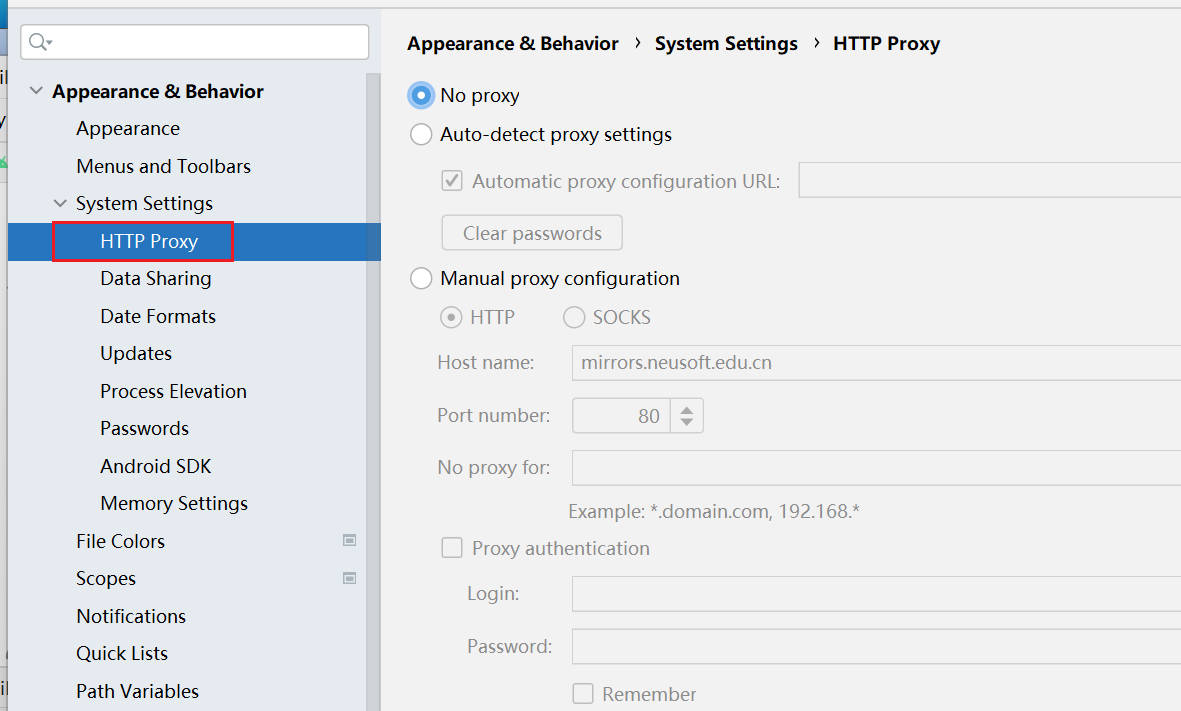 Appearance & Behavior
Appearance
Menus and Toolbars
System Settings
HTTP Proxy
Data Sharing
Date Formats
Updates
Process Elevation
Passwords
Android SDK
Memory Settings
File Colors
Scopes
Notifications
Quick Lists
Path Variables
Appearance & Behavior › System Settings › HTTP Proxy
No proxy
Auto-detect proxy settings
Automatic proxy configuration URL:
Clear passwords
Manual proxy configuration
HTTP SOCKS
Host name: mirrors.neusoft.edu.cn
Port number: 80
No proxy for:
Example: *.domain.com, 192.168.*
Proxy authentication
Login:
Password:
Remember